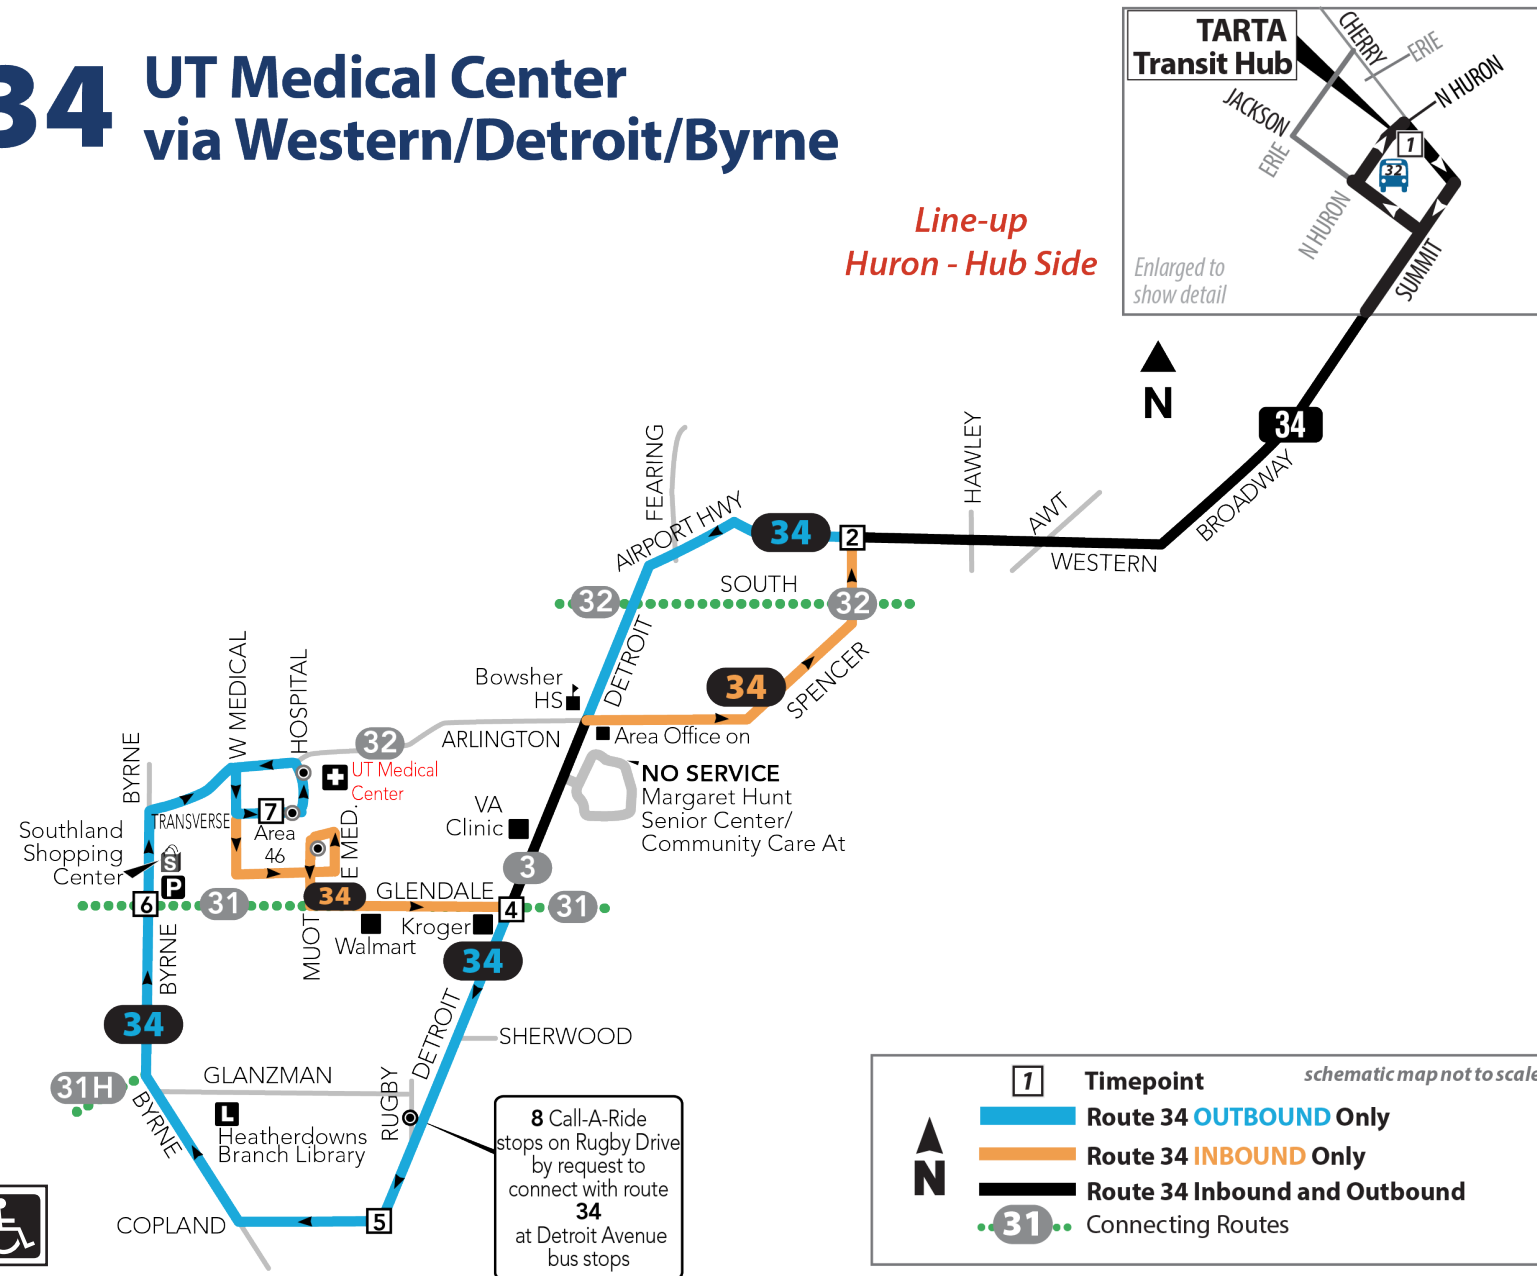 34
UT Medical Center
via Western/Detroit/Byrne
TARTA
Transit Hub
CHERRY
ERIE
N HURON
JACKSON
ERIE
1
32
N HURON
SUMMIT
Enlarged to
show detail
Line-up
Huron - Hub Side
N
34
BROADWAY
HAWLEY
AWT
WESTERN
FEARING
AIRPORT HWY
34
2
SOUTH
32
32
DETROIT
SPENCER
34
Bowsher
HS
ARLINGTON
Area Office on
32
W MEDICAL
HOSPITAL
BYRNE
UT Medical
Center
NO SERVICE
Margaret Hunt
Senior Center/
Community Care At
VA
Clinic
TRANSVERSE
7
Area
46
E MED.
Southland
Shopping
Center
S
P
3
6
31
34
GLENDALE
4
31
Kroger
Walmart
MUOT
BYRNE
34
34
DETROIT
SHERWOOD
31H
GLANZMAN
RUGBY
BYRNE
L
Heatherdowns
Branch Library
8 Call-A-Ride
stops on Rugby Drive
by request to
connect with route
34
at Detroit Avenue
bus stops
COPLAND
5
1 Timepoint
schematic map not to scale
Route 34 OUTBOUND Only
Route 34 INBOUND Only
N
Route 34 Inbound and Outbound
31 Connecting Routes